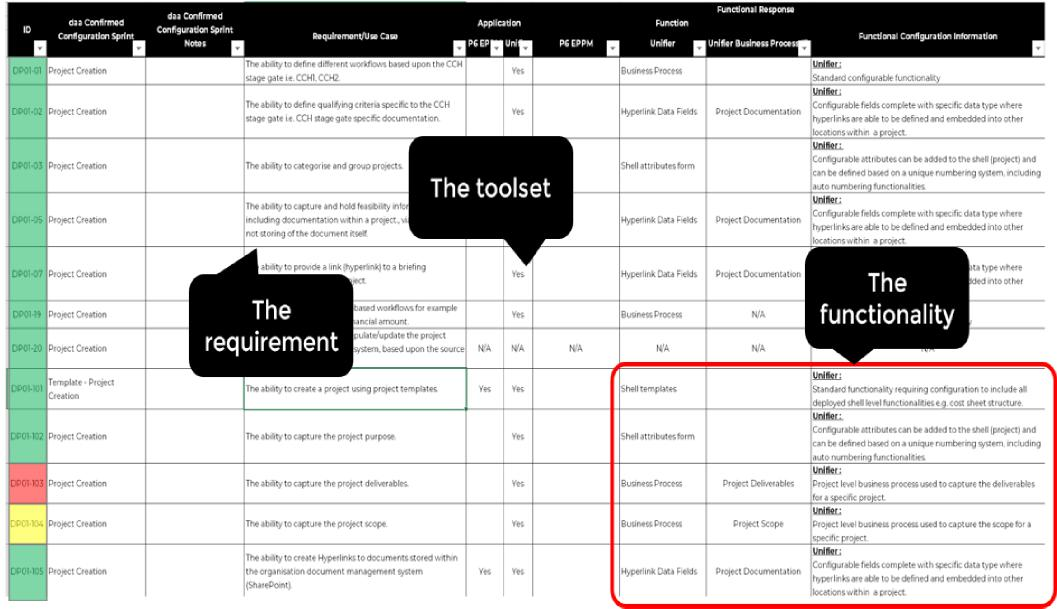 Functional Response
daa Confirmed
daa Confirmed Configuration Sprint Application Function
ID Configuration Sprint Notes Requirement/Use Case P6 EPPM Unifier Business Process Functional Configuration Information
P6 EP Unif Unifier
DP01-01 Project Creation The ability to define different workflows based upon the CCH Yes Business Process Unifier:
stage gate i.e. CCH1, CCH2. Standard configurable functionality
DP01-02 Project Creation The ability to define qualifying criteria specific to the CCH Yes Hyperlink Data Fields Project Documentation Unifier:
stage gate i.e. CCH stage gate specific documentation. Configurable fields complete with specific data type where
hyperlinks are able to be defined and embedded into other
locations within a project.
DP01-03 Project Creation The ability to categorise and group projects. Shell attributes form Unifier:
Configurable attributes can be added to the shell (project) and
can be defined based on a unique numbering system, including
auto numbering functionalities.
The toolset
DP01-05 Project Creation The ability to capture and hold feasibility Hyperlink Data Fields Project Documentation Unifier:
including documentation within a project., Configurable fields complete with specific data type where
not storing of the document itself. hyperlinks are able to be defined and embedded into other
locations within a project.
DP01-07 Project Creation ability to provide a link (hyperlink) to a briefing Yes Hyperlink Data Fields Project Documentation data type where
other
The
requirement
The
functionality
DP01-19 Project Creation based workflows for example Yes Business Process N/A
amount.
DP01-20 Project Creation the project N/A N/A N/A N/A N/A N/A
system, based upon the source
DP01-101 Template - Project The ability to create a project using project templates. Yes Yes Shell templates Unifier:
Creation Standard functionality requiring configuration to include all
deployed shell level functionalities e.g. cost sheet structure.
DP01-102 Project Creation The ability to capture the project purpose. Yes Shell attributes form Unifier:
Configurable attributes can be added to the shell (project) and
can be defined based on a unique numbering system, including
auto numbering functionalities.
DP01-103 Project Creation The ability to capture the project deliverables. Yes Business Process Project Deliverables Unifier:
Project level business process used to capture the deliverables
for a specific project.
DP01-104 Project Creation The ability to capture the project scope. Yes Business Process Project Scope Unifier:
Project level business process used to capture the scope for a
specific project.
DP01-105 Project Creation The ability to create Hyperlinks to documents stored within Yes Yes Hyperlink Data Fields Project Documentation Unifier:
the organisation document management system Configurable fields complete with specific data type where
(SharePoint). hyperlinks are able to be defined and embedded into other
locations within a project.